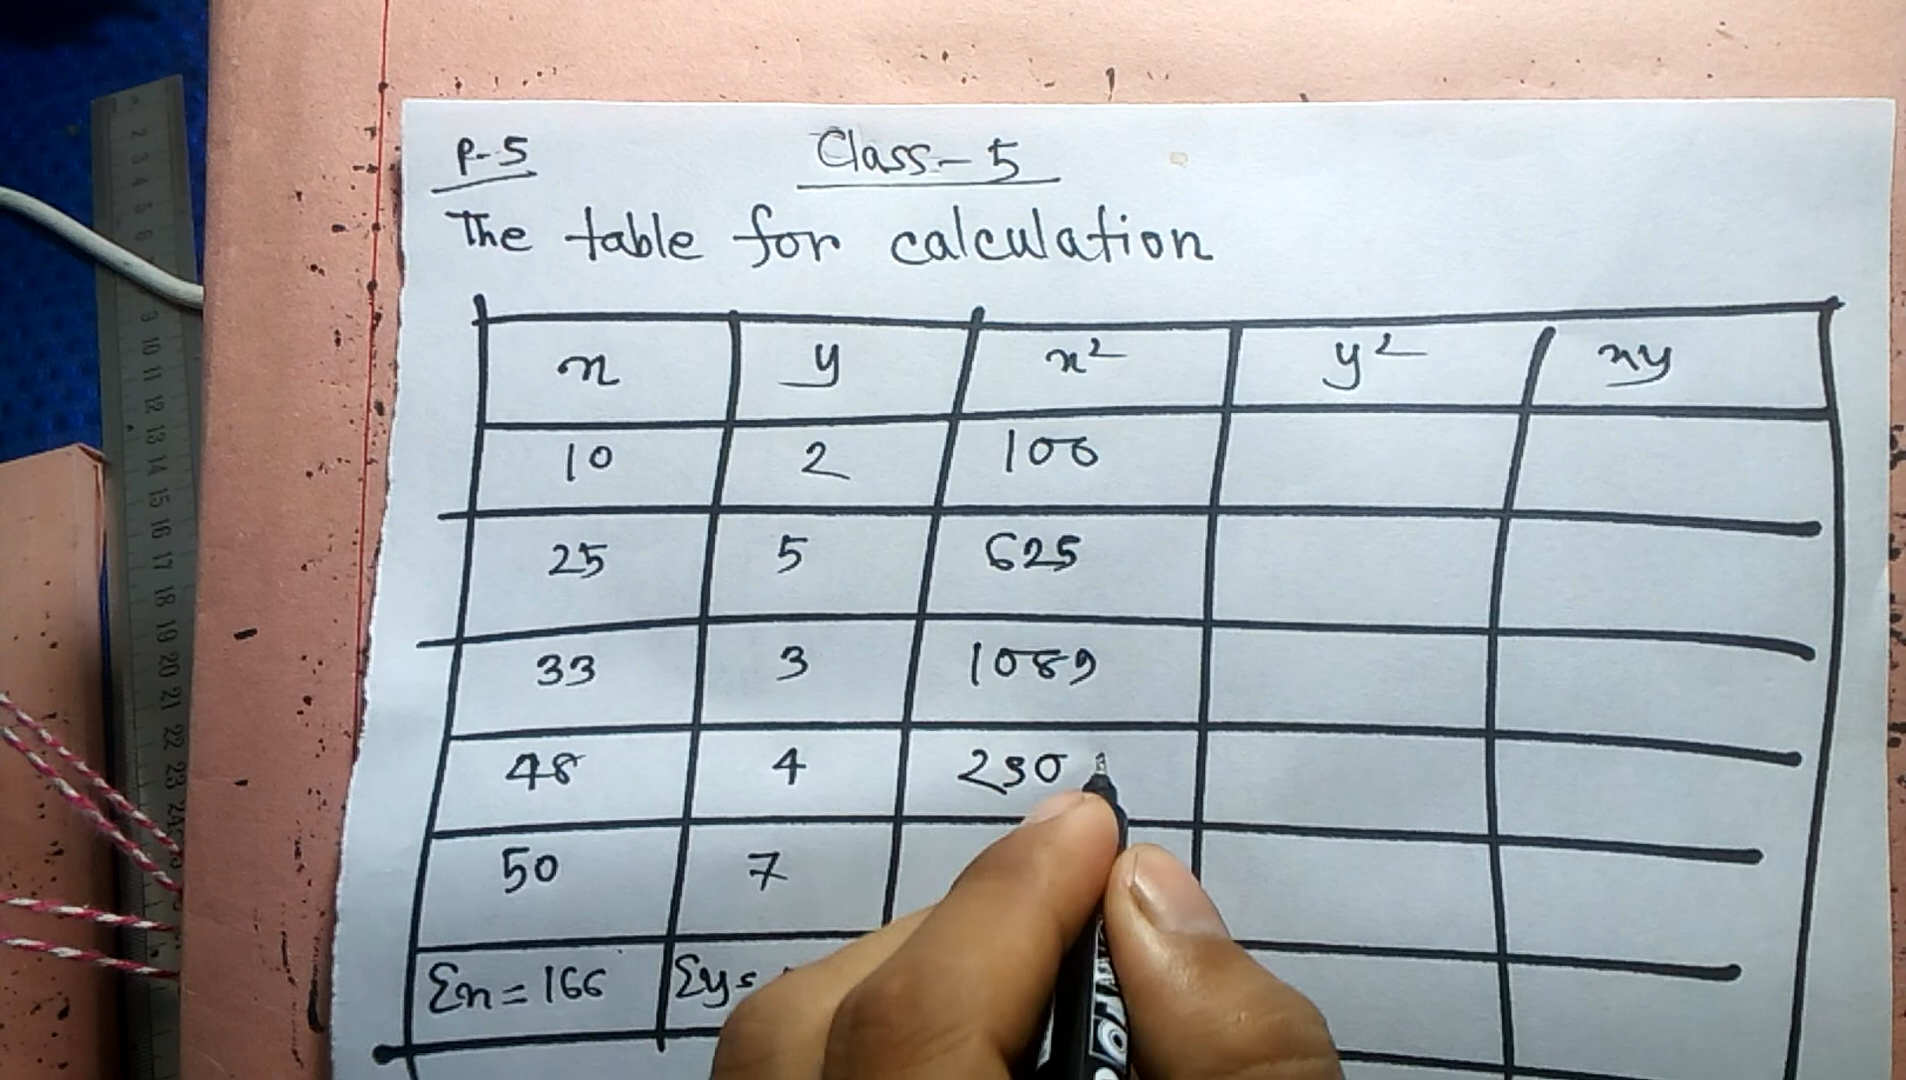 P-5
Class-5
The table for calculation
x y x² y² xy
10 2 100
25 5 625
33 3 1089
48 4 230
50 7
Σx = 166 Σy=